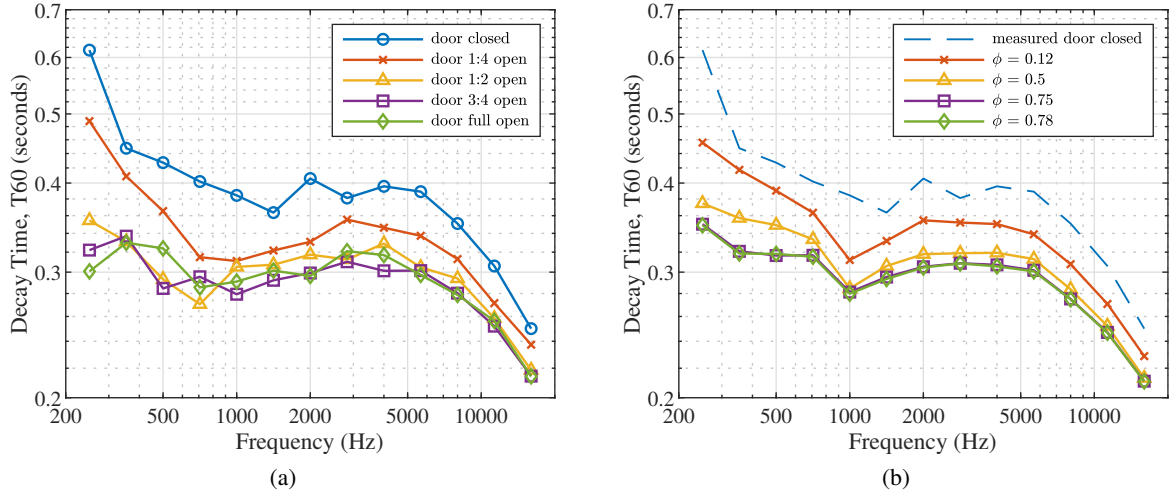 0.7
0.6
0.5
0.4
0.3
0.2
Decay Time, T60 (seconds)
door closed
door 1:4 open
door 1:2 open
door 3:4 open
door full open
200 500 1000 2000 5000 10000
Frequency (Hz)
(a)
0.7
0.6
0.5
0.4
0.3
0.2
Decay Time, T60 (seconds)
measured door closed
ϕ = 0.12
ϕ = 0.5
ϕ = 0.75
ϕ = 0.78
200 500 1000 2000 5000 10000
Frequency (Hz)
(b)